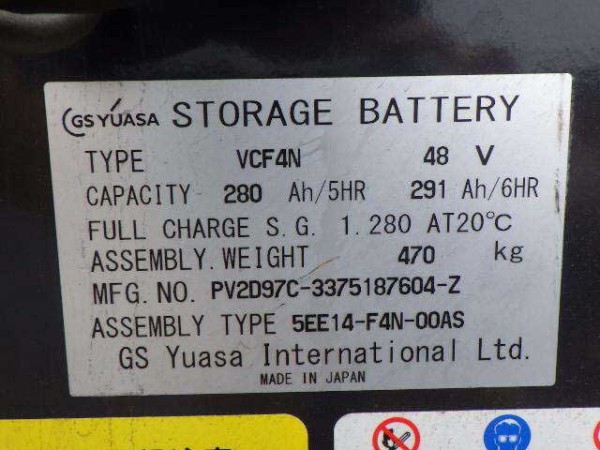 GS YUASA STORAGE BATTERY
TYPE VCF4N 48 V
CAPACITY 280 Ah/5HR 291 Ah/6HR
FULL CHARGE S.G. 1.280 AT20℃
ASSEMBLY.WEIGHT 470 kg
MFG.NO. PV2D97C-3375187604-Z
ASSEMBLY TYPE 5EE14-F4N-00AS
GS Yuasa International Ltd.
MADE IN JAPAN